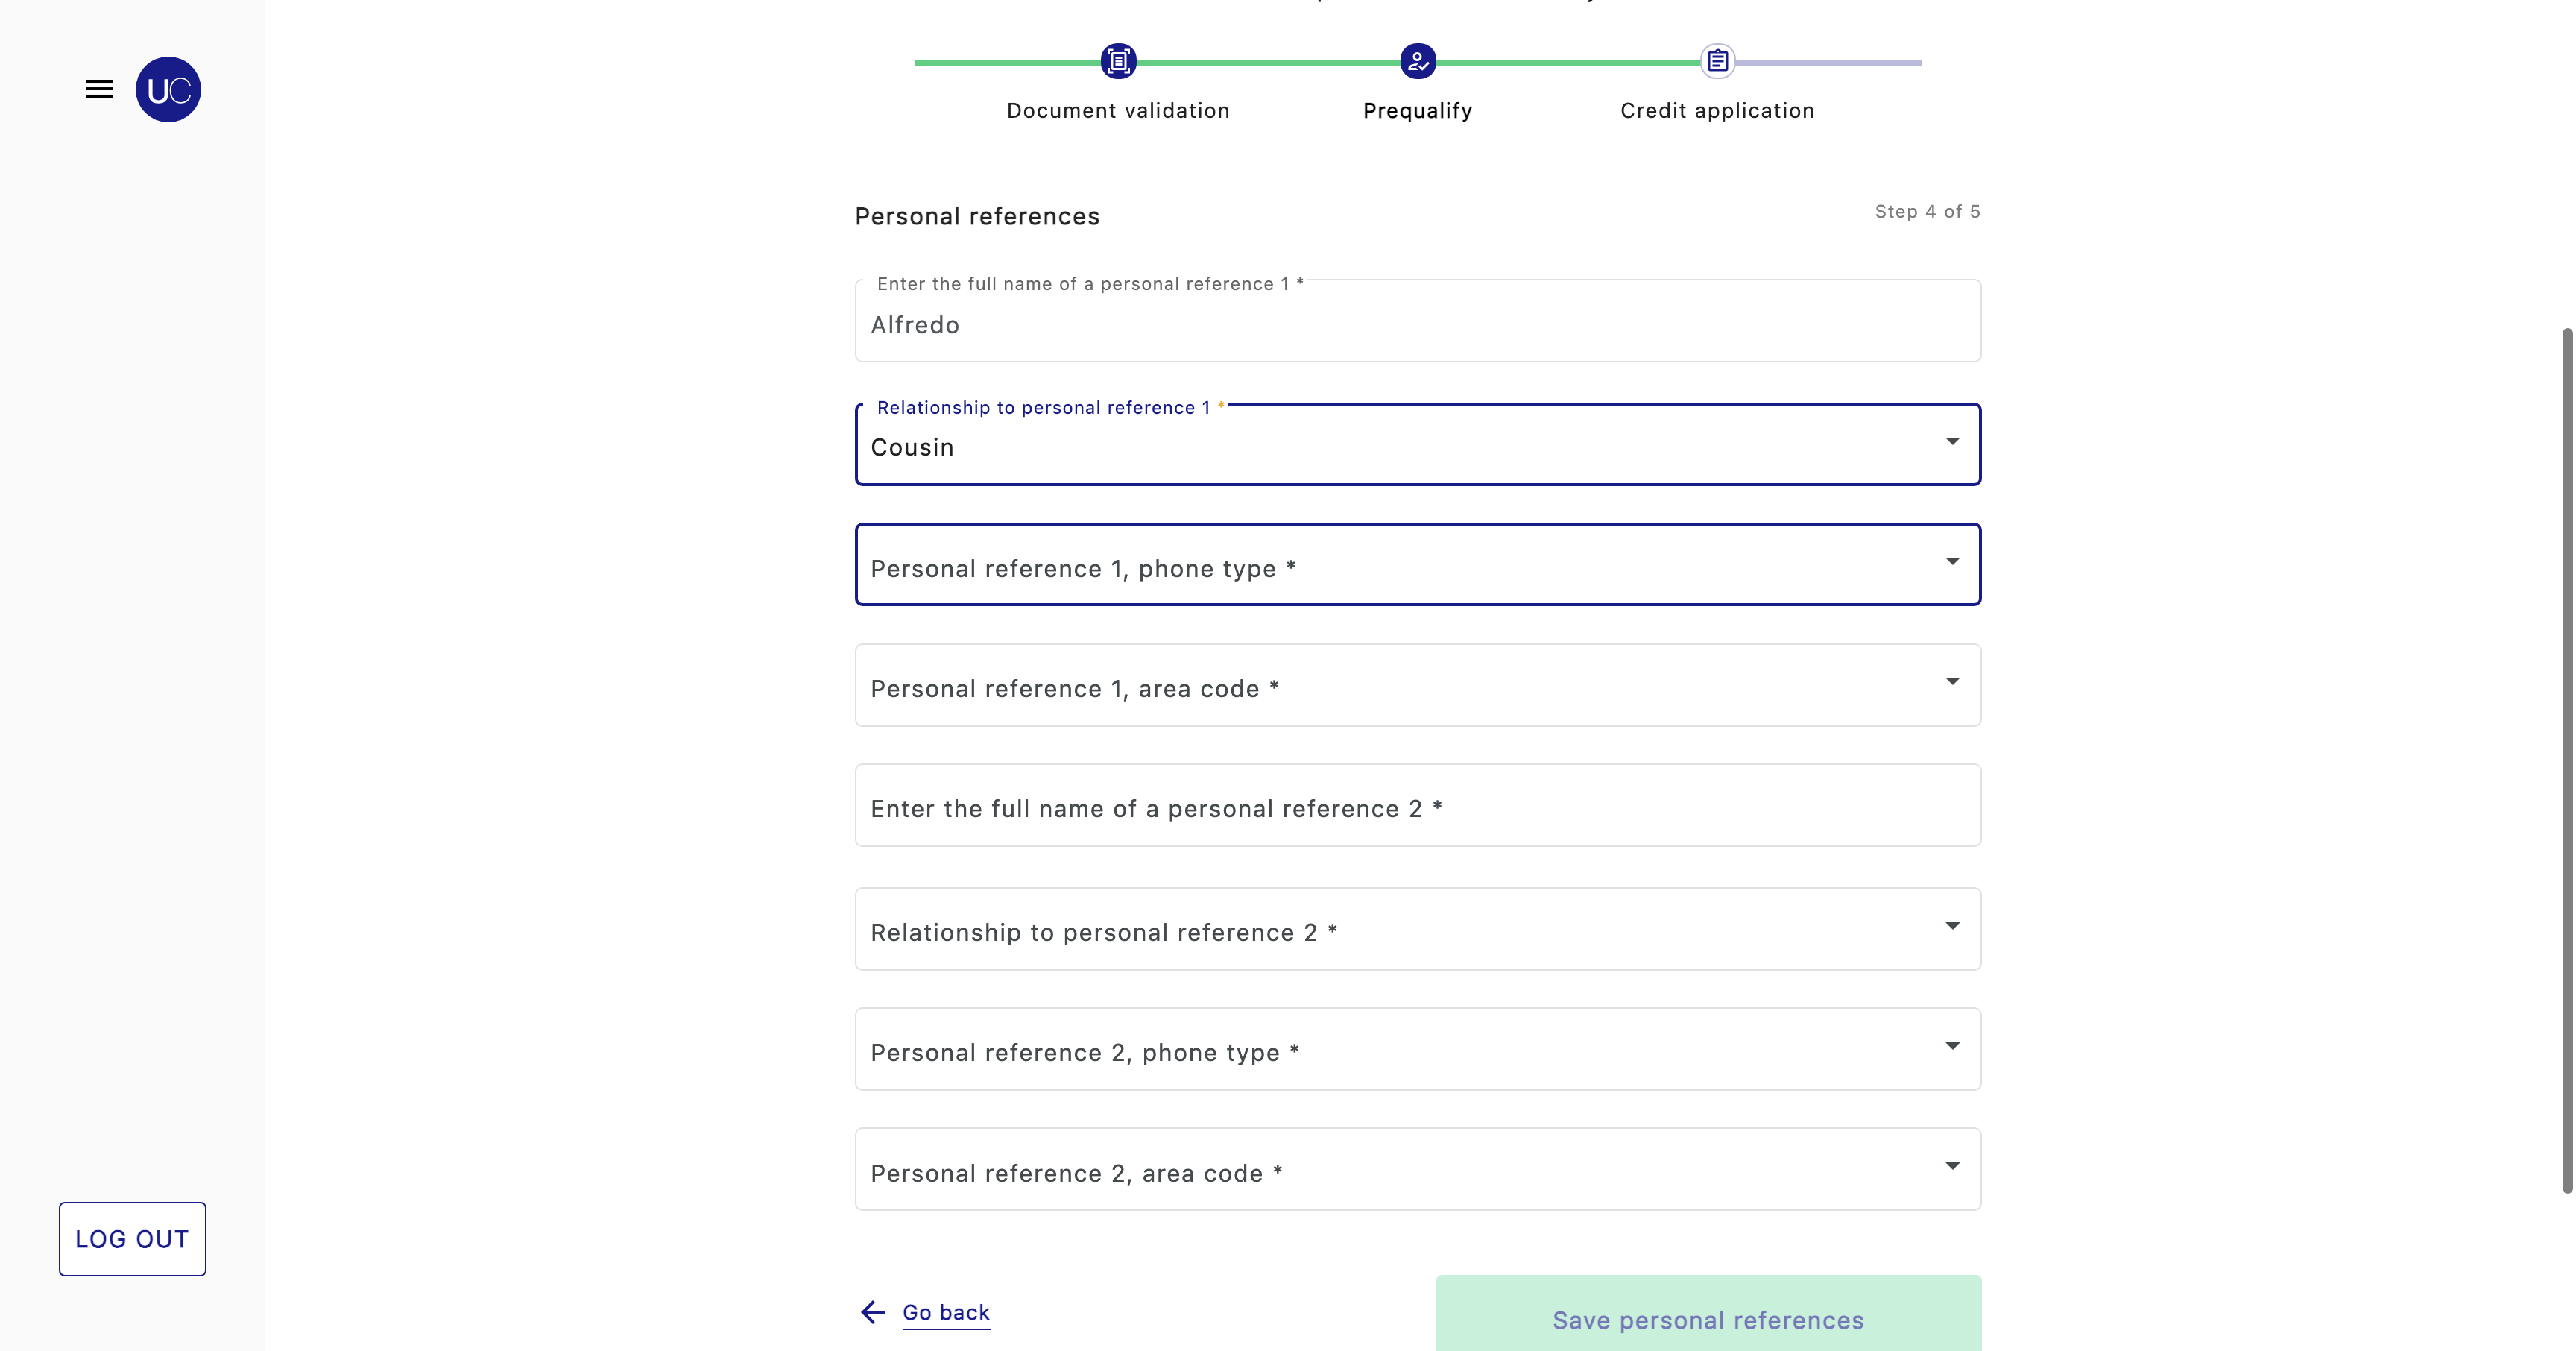 UC
Document validation
Prequalify
Credit application
Personal references
Step 4 of 5
Enter the full name of a personal reference 1 *
Alfredo
Relationship to personal reference 1 *
Cousin
Personal reference 1, phone type *
Personal reference 1, area code *
Enter the full name of a personal reference 2 *
Relationship to personal reference 2 *
Personal reference 2, phone type *
Personal reference 2, area code *
LOG OUT
Go back
Save personal references